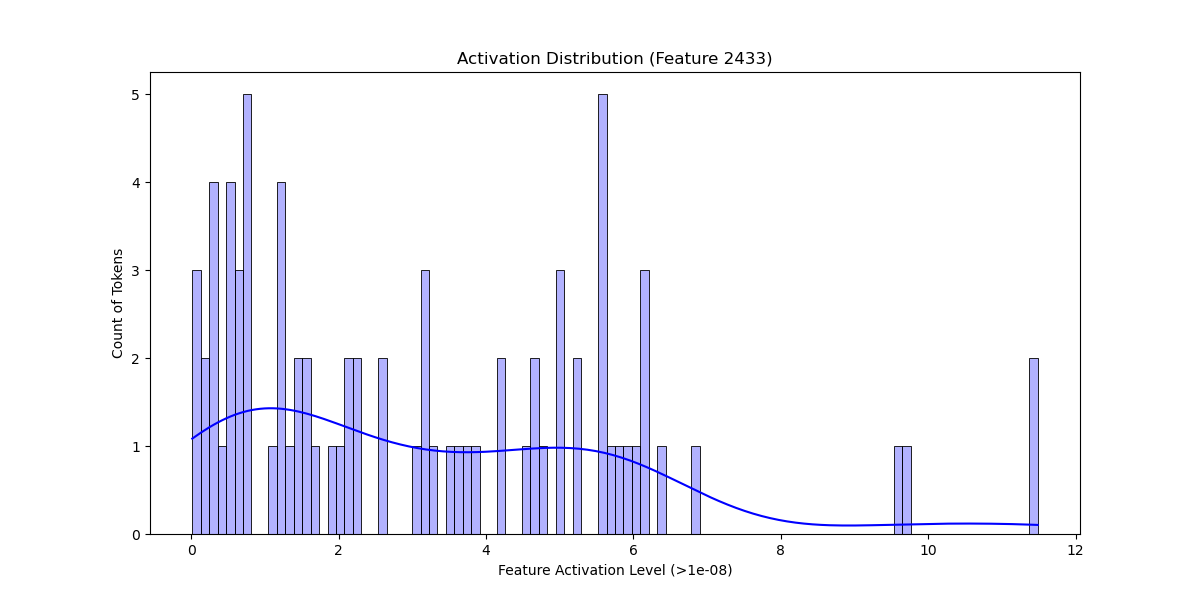 Activation Distribution (Feature 2433)
5
4
3
2
1
0
Count of Tokens
0 2 4 6 8 10 12
Feature Activation Level (>1e-08)